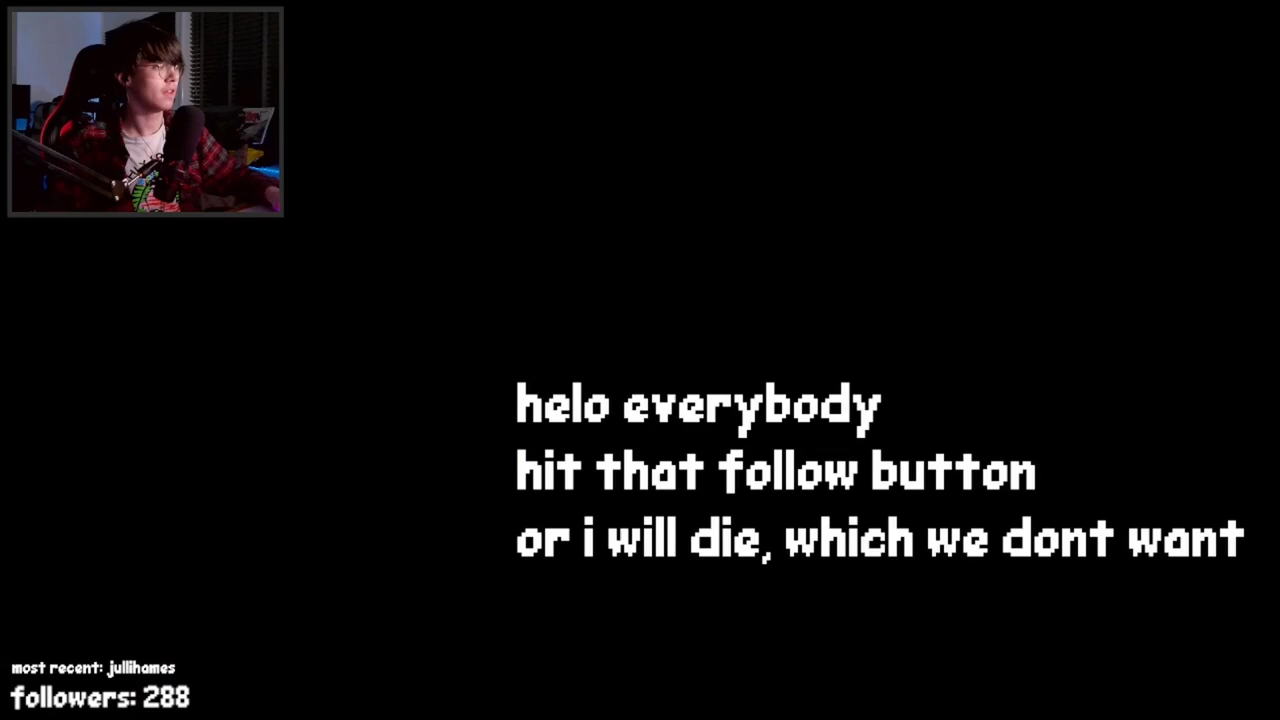 helo everybody
hit that follow button
or i will die, which we dont want
most recent: jullihames
followers: 288